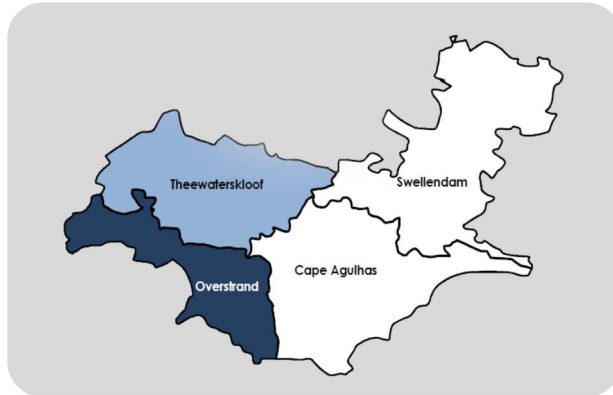 Theewaterskloof
Swellendam
Cape Agulhas
Overstrand